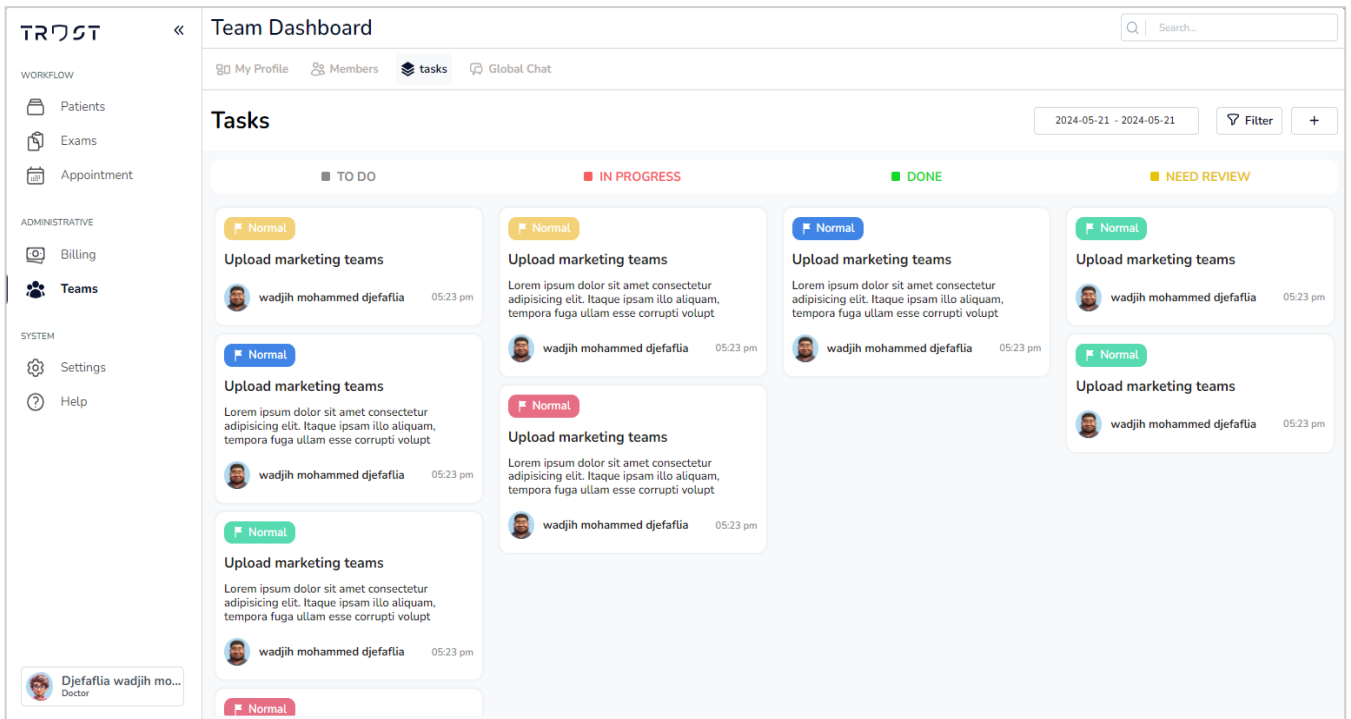 TRUST
Team Dashboard
Search...
WORKFLOW
Patients
Exams
Appointment
ADMINISTRATIVE
Billing
Teams
SYSTEM
Settings
Help
Djefaflia wadjih mo...
Doctor
My Profile
Members
tasks
Global Chat
Tasks
2024-05-21 - 2024-05-21
Filter
+
TO DO
IN PROGRESS
DONE
NEED REVIEW
Normal
Upload marketing teams
wadjih mohammed djefaflia 05:23 pm
Normal
Upload marketing teams
Lorem ipsum dolor sit amet consectetur
adipisicing elit. Itaque ipsam illo aliquam,
tempora fuga ullam esse corrupti volupt
wadjih mohammed djefaflia 05:23 pm
Normal
Upload marketing teams
Lorem ipsum dolor sit amet consectetur
adipisicing elit. Itaque ipsam illo aliquam,
tempora fuga ullam esse corrupti volupt
wadjih mohammed djefaflia 05:23 pm
Normal
Normal
Upload marketing teams
Lorem ipsum dolor sit amet consectetur
adipisicing elit. Itaque ipsam illo aliquam,
tempora fuga ullam esse corrupti volupt
wadjih mohammed djefaflia 05:23 pm
Normal
Upload marketing teams
Lorem ipsum dolor sit amet consectetur
adipisicing elit. Itaque ipsam illo aliquam,
tempora fuga ullam esse corrupti volupt
wadjih mohammed djefaflia 05:23 pm
Normal
Upload marketing teams
Lorem ipsum dolor sit amet consectetur
adipisicing elit. Itaque ipsam illo aliquam,
tempora fuga ullam esse corrupti volupt
wadjih mohammed djefaflia 05:23 pm
Normal
Upload marketing teams
wadjih mohammed djefaflia 05:23 pm
Normal
Upload marketing teams
wadjih mohammed djefaflia 05:23 pm